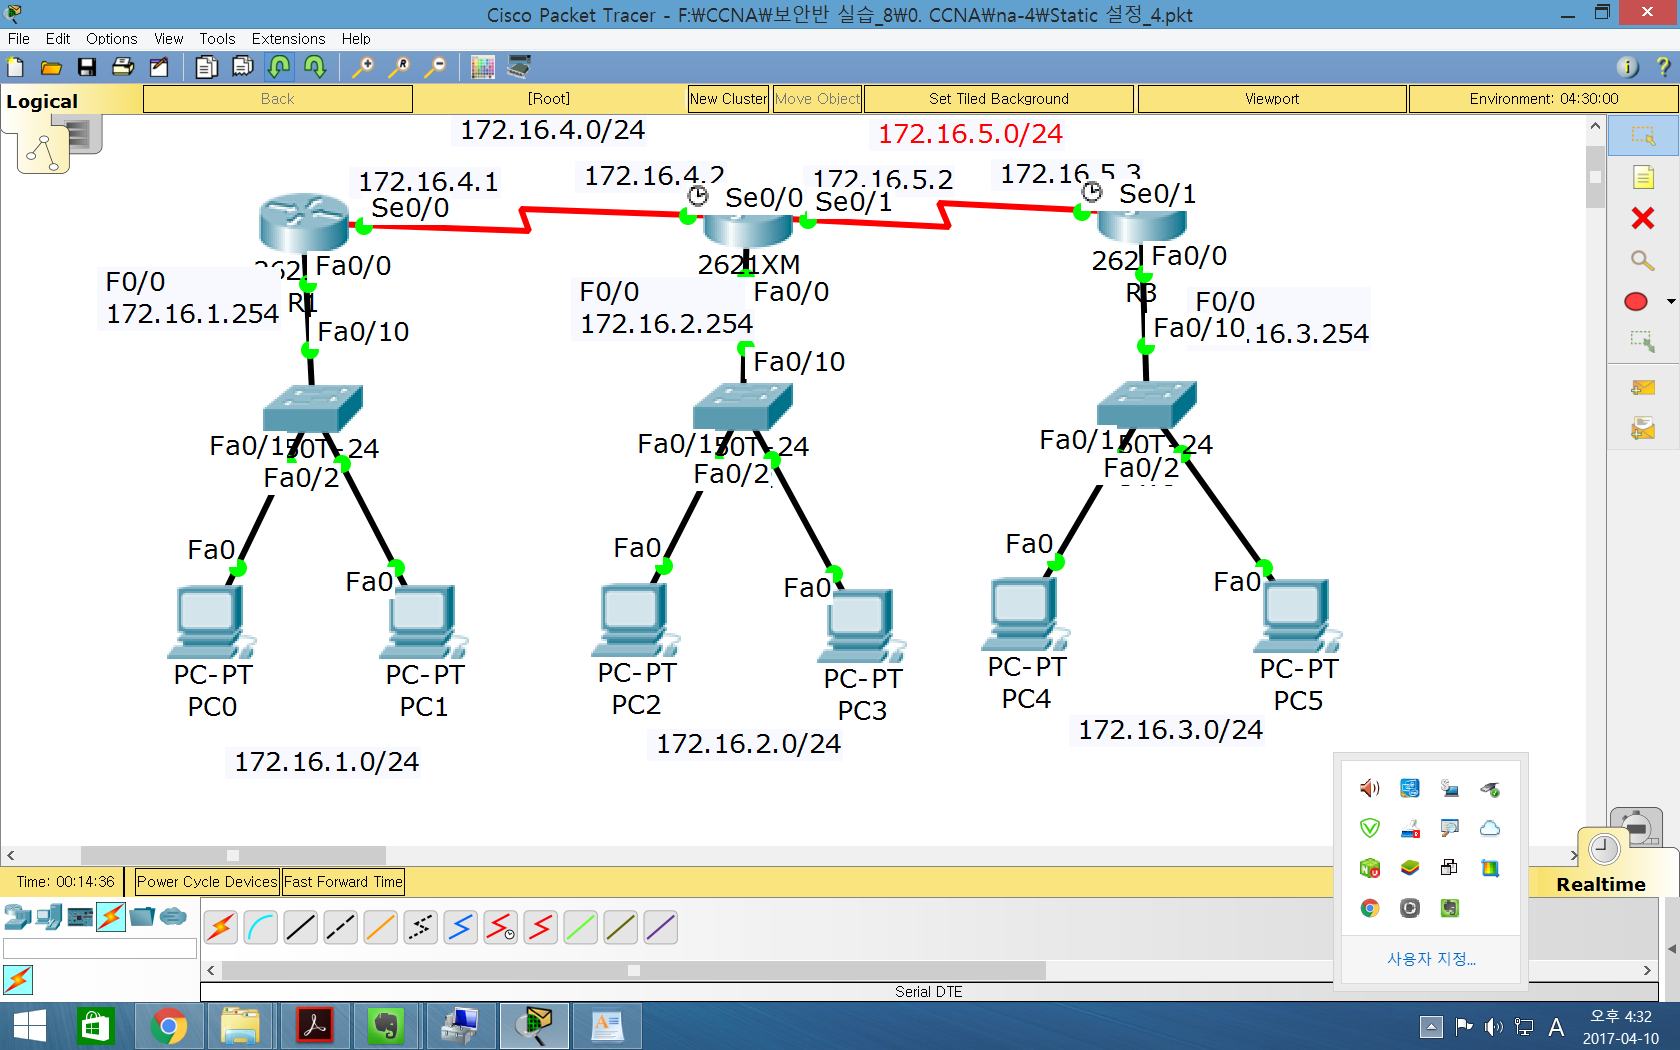 Cisco Packet Tracer - F:₩CCNA₩보안반 실습_8₩0. CCNA₩na-4₩Static 설정_4.pkt
File Edit Options View Tools Extensions Help
Logical
Back
[Root]
New Cluster
Move Object
Set Tiled Background
Viewport
Environment: 04:30:00
172.16.4.0/24
172.16.5.0/24
172.16.4.1
172.16.4.2
172.16.5.2
172.16.5.3
Se0/0
Se0/0
Se0/1
Se0/1
262
Fa0/0
R1
F0/0
172.16.1.254
Fa0/10
2621XM
Fa0/0
F0/0
172.16.2.254
Fa0/10
262
Fa0/0
R3
F0/0
.16.3.254
Fa0/10
Fa0/1
50T-24
Fa0/2
Fa0/1
50T-24
Fa0/2
Fa0/1
50T-24
Fa0/2
Fa0
Fa0
Fa0
Fa0
Fa0
Fa0
PC-PT
PC0
PC-PT
PC1
PC-PT
PC2
PC-PT
PC3
PC-PT
PC4
PC-PT
PC5
172.16.1.0/24
172.16.2.0/24
172.16.3.0/24
Time: 00:14:36
Power Cycle Devices
Fast Forward Time
Realtime
사용자 지정...
Serial DTE
A
오후 4:32
2017-04-10